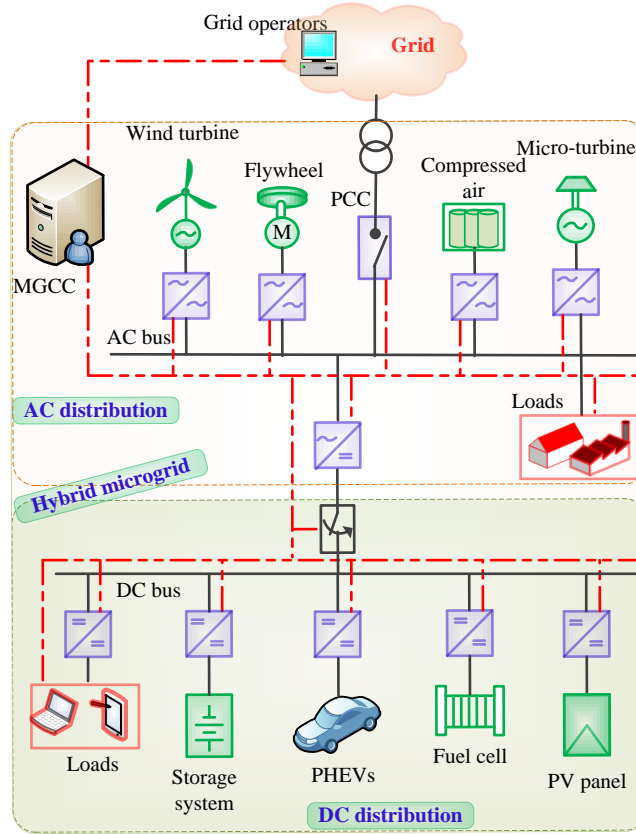 Grid operators
Grid
Wind turbine
Flywheel
M
PCC
Compressed
air
Micro-turbine
MGCC
AC bus
AC distribution
Loads
Hybrid microgrid
DC bus
Loads
Storage
system
PHEVs
Fuel cell
PV panel
DC distribution